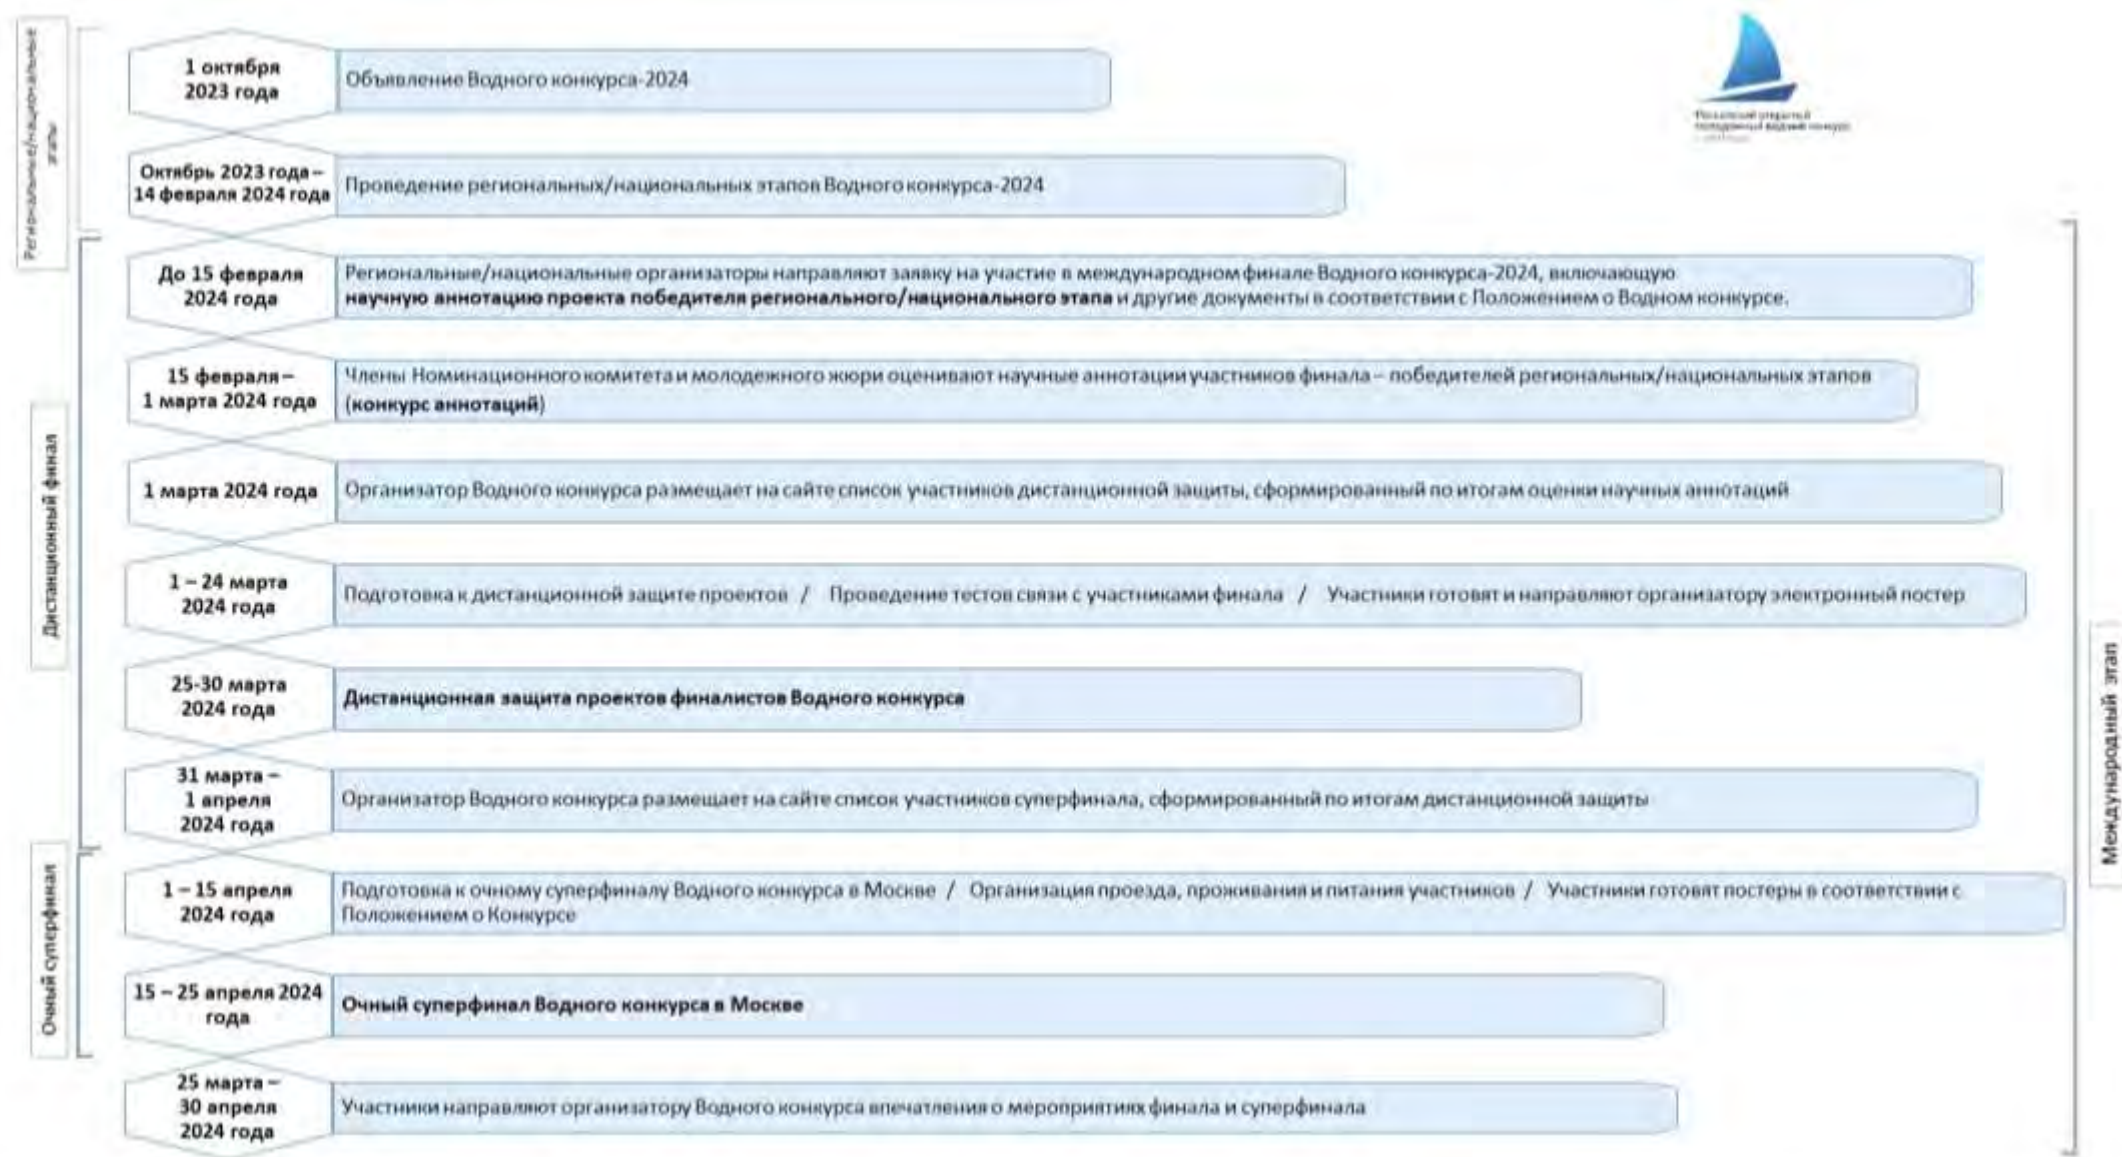 Региональные/национальные
этапы
1 октября
2023 года
Объявление Водного конкурса-2024
Российский открытый
молодежный водный конкурс
Октябрь 2023 года –
14 февраля 2024 года
Проведение региональных/национальных этапов Водного конкурса-2024
До 15 февраля
2024 года
Региональные/национальные организаторы направляют заявку на участие в международном финале Водного конкурса-2024, включающую
научную аннотацию проекта победителя регионального/национального этапа и другие документы в соответствии с Положением о Водном конкурсе.
Дистанционный финал
15 февраля –
1 марта 2024 года
Члены Номинационного комитета и молодежного жюри оценивают научные аннотации участников финала – победителей региональных/национальных этапов
(конкурс аннотаций)
1 марта 2024 года
Организатор Водного конкурса размещает на сайте список участников дистанционной защиты, сформированный по итогам оценки научных аннотаций
1 – 24 марта
2024 года
Подготовка к дистанционной защите проектов / Проведение тестов связи с участниками финала / Участники готовят и направляют организатору электронный постер
25-30 марта
2024 года
Дистанционная защита проектов финалистов Водного конкурса
31 марта –
1 апреля
2024 года
Организатор Водного конкурса размещает на сайте список участников суперфинала, сформированный по итогам дистанционной защиты
Международный этап
Очный суперфинал
1 – 15 апреля
2024 года
Подготовка к очному суперфиналу Водного конкурса в Москве / Организация проезда, проживания и питания участников / Участники готовят постеры в соответствии с
Положением о Конкурсе
15 – 25 апреля 2024
года
Очный суперфинал Водного конкурса в Москве
25 марта –
30 апреля
2024 года
Участники направляют организатору Водного конкурса впечатления о мероприятиях финала и суперфинала